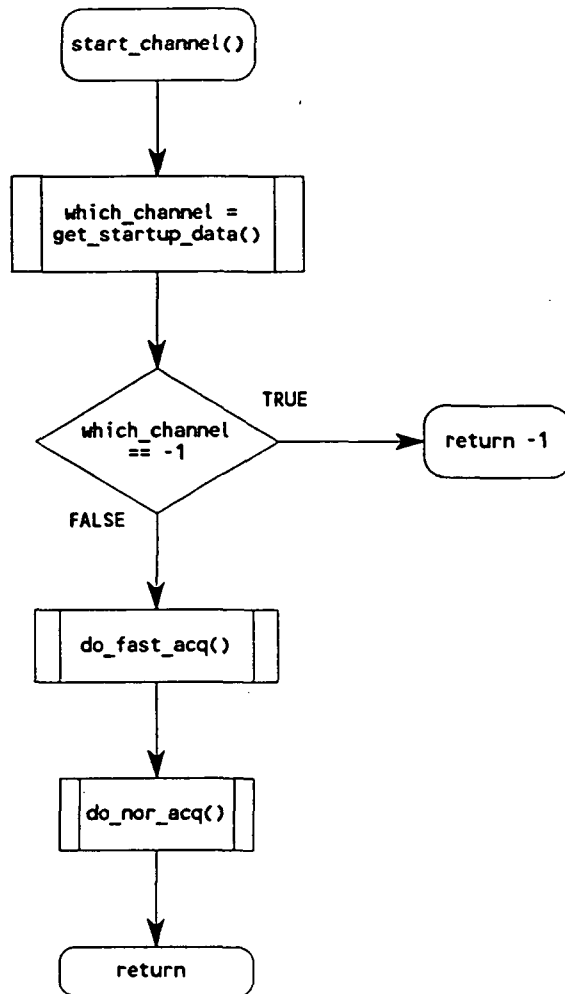 start_channel()
which_channel =
get_startup_data()
TRUE
which_channel
== -1
return -1
FALSE
do_fast_acq()
do_nor_acq()
return